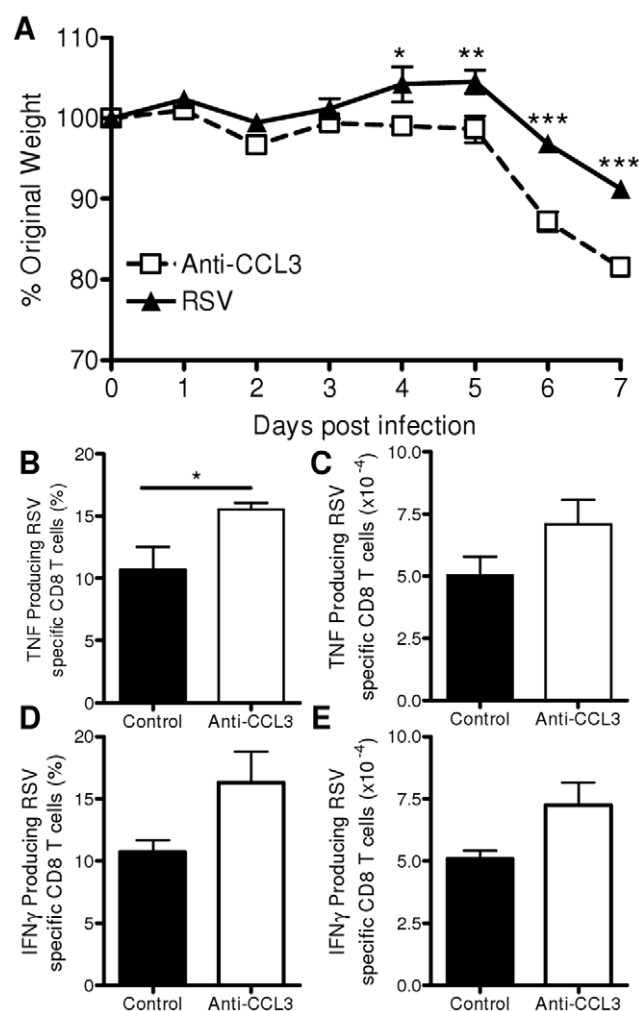 A
110
100
90
80
70
% Original Weight
* ** *** ***
Anti-CCL3
RSV
0 1 2 3 4 5 6 7
Days post infection
B
TNF Producing RSV
specific CD8 T cells (%)
20
15
10
5
0
*
Control Anti-CCL3
C
TNF Producing RSV
specific CD8 T cells (x10⁻⁴)
10.0
7.5
5.0
2.5
0.0
Control Anti-CCL3
D
IFNγ Producing RSV
specific CD8 T cells (%)
20
15
10
5
0
Control Anti-CCL3
E
IFNγ Producing RSV
specific CD8 T cells (x10⁻⁴)
10.0
7.5
5.0
2.5
0.0
Control Anti-CCL3